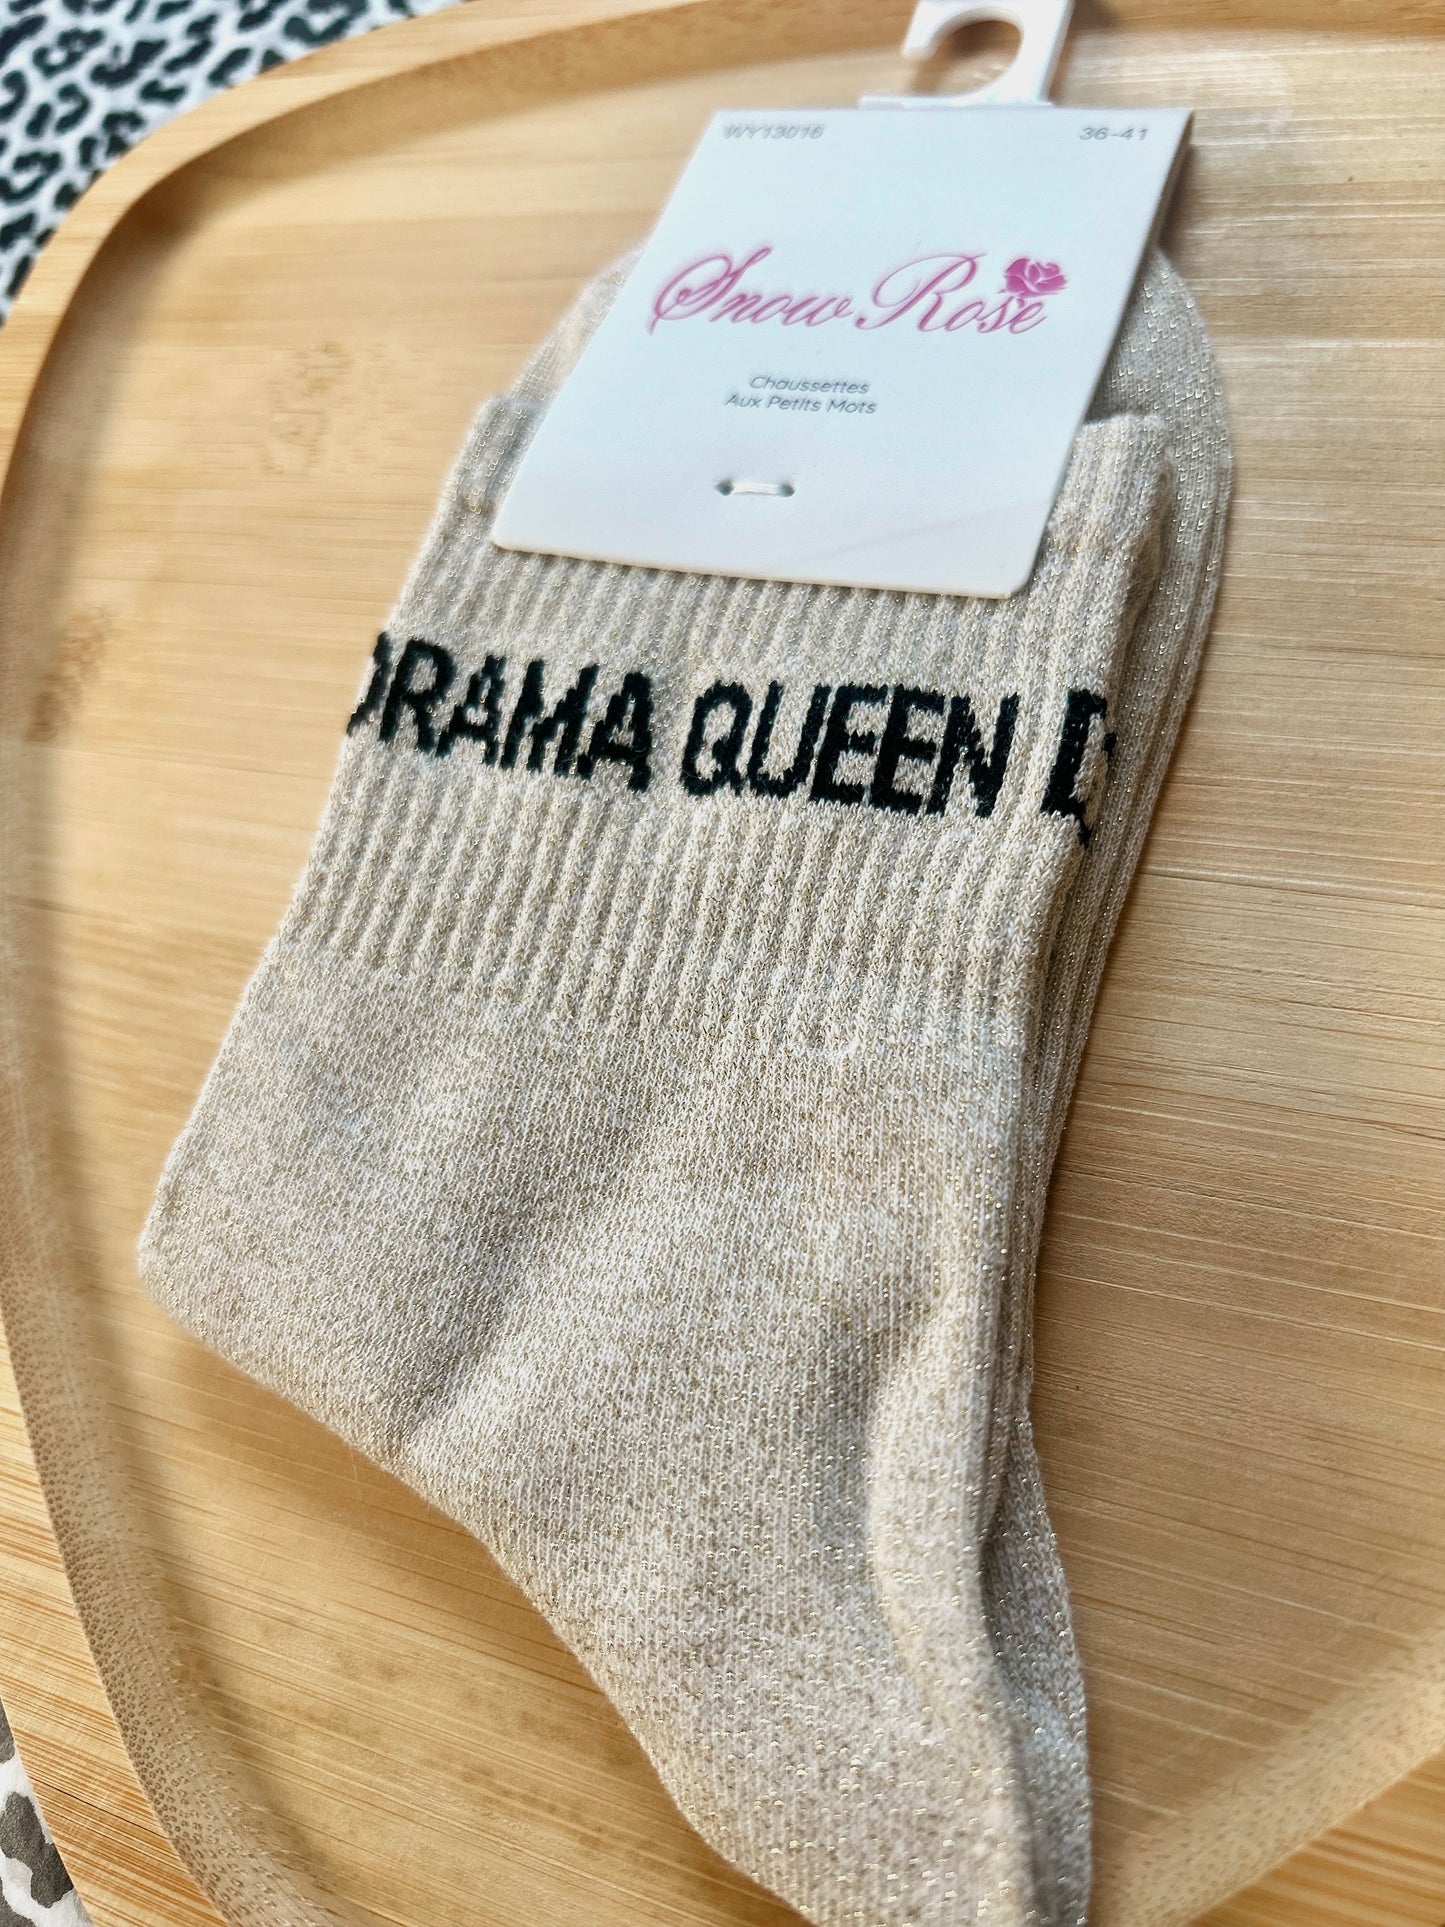 WY13016 36-41
Snow Rose
Chaussettes
Aux Petits Mots
DRAMA QUEEN D